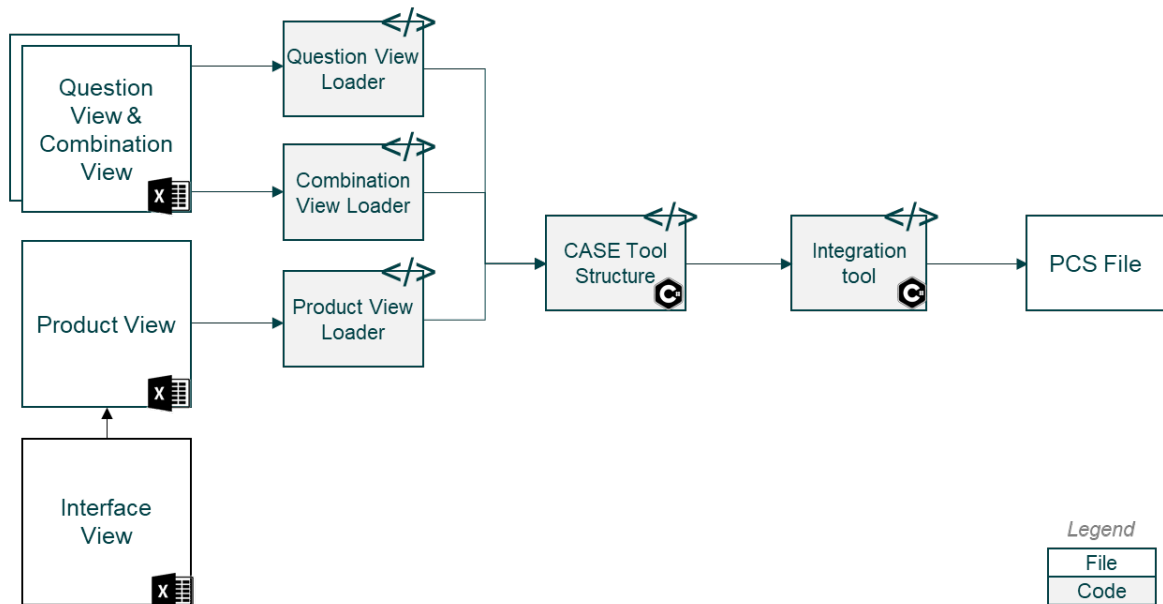 Question
View &
Combination
View
X
Question View
Loader
</>
Combination
View Loader
</>
Product View
X
Product View
Loader
</>
CASE Tool
Structure
</>
C#
Integration
tool
</>
C#
PCS File
Interface
View
X
Legend
File
Code